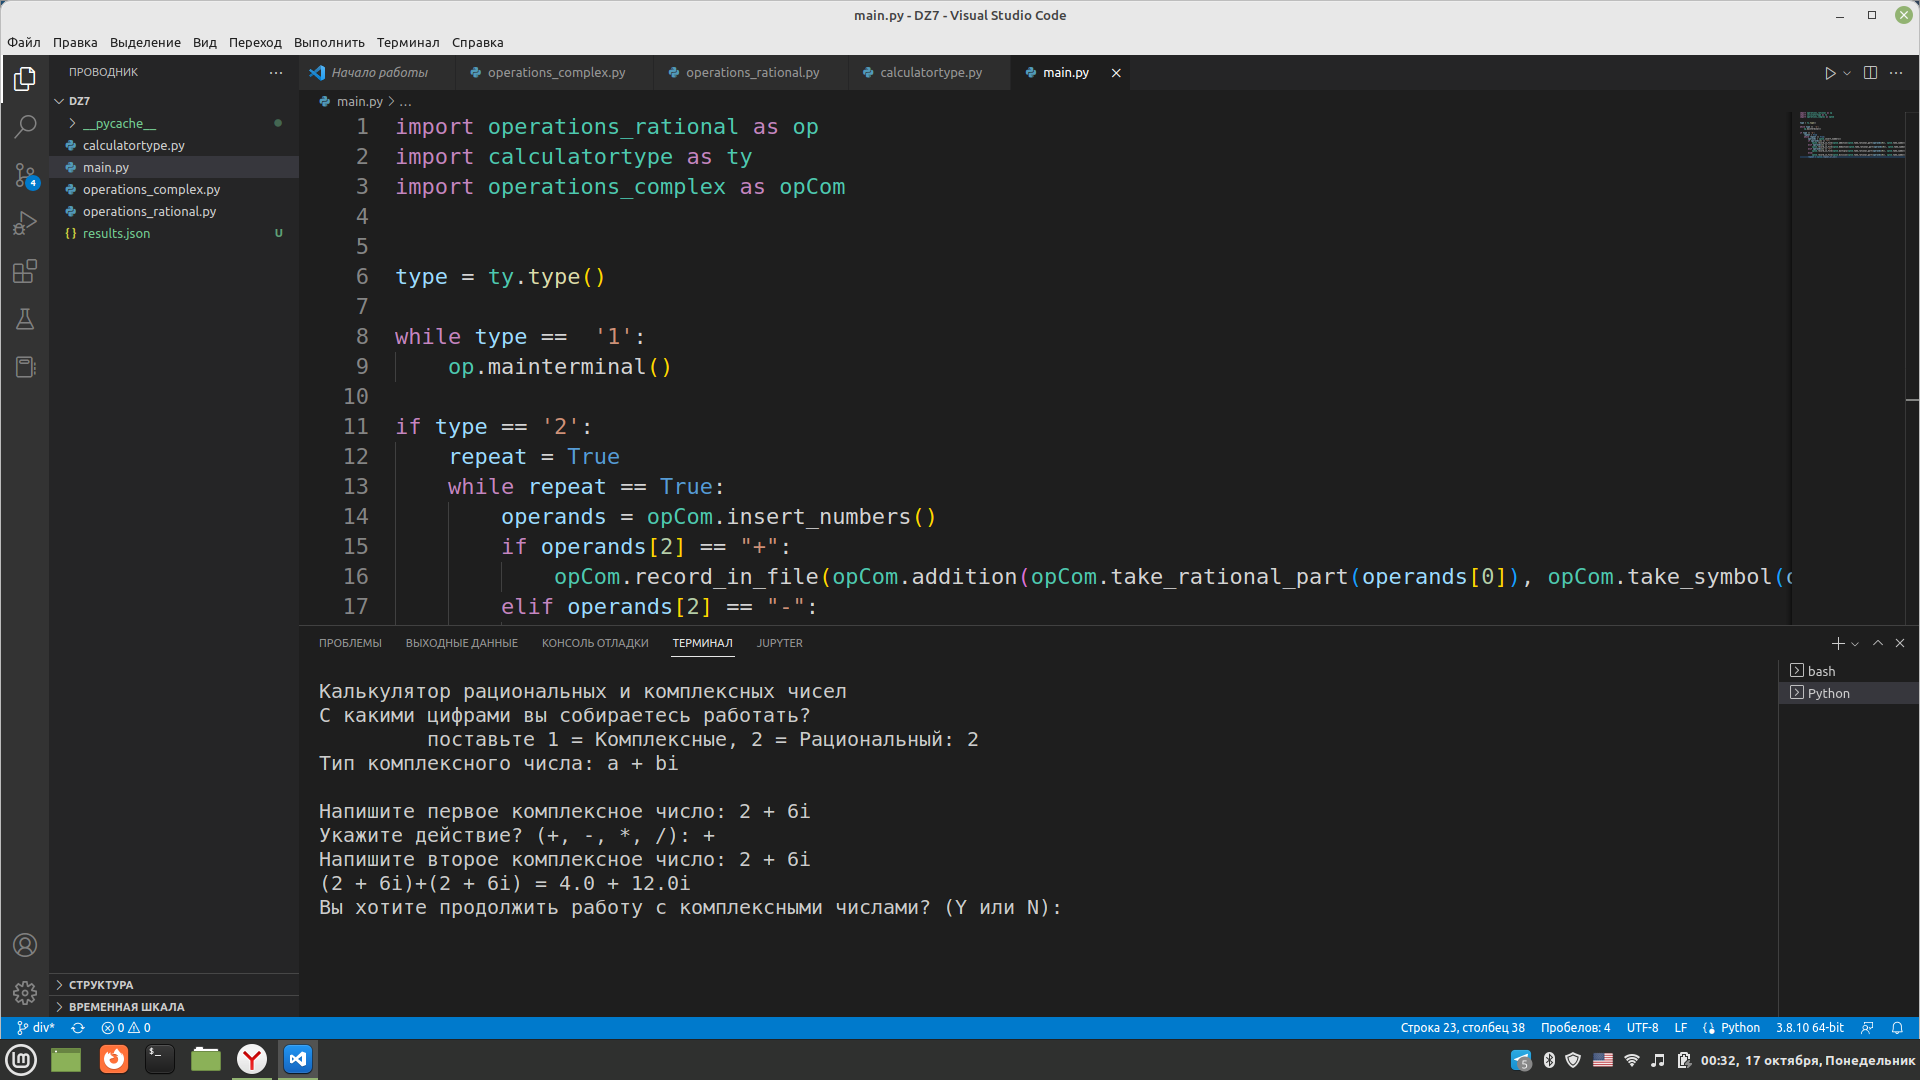 main.py - DZ7 - Visual Studio Code
Файл Правка Выделение Вид Переход Выполнить Терминал Справка
ПРОВОДНИК
DZ7
__pycache__
calculatortype.py
main.py
operations_complex.py
operations_rational.py
{} results.json U
4
СТРУКТУРА
ВРЕМЕННАЯ ШКАЛА
Начало работы operations_complex.py operations_rational.py calculatortype.py main.py
main.py > ...
1 import operations_rational as op
2 import calculatortype as ty
3 import operations_complex as opCom
4
5
6 type = ty.type()
7
8 while type ==  '1':
9     op.mainterminal()
10
11 if type == '2':
12     repeat = True
13     while repeat == True:
14         operands = opCom.insert_numbers()
15         if operands[2] == "+":
16             opCom.record_in_file(opCom.addition(opCom.take_rational_part(operands[0]), opCom.take_symbol(
17         elif operands[2] == "-":
ПРОБЛЕМЫ ВЫХОДНЫЕ ДАННЫЕ КОНСОЛЬ ОТЛАДКИ ТЕРМИНАЛ JUPYTER
Калькулятор рациональных и комплексных чисел
С какими цифрами вы собираетесь работать?
         поставьте 1 = Комплексные, 2 = Рациональный: 2
Тип комплексного числа: a + bi
Напишите первое комплексное число: 2 + 6i
Укажите действие? (+, -, *, /): +
Напишите второе комплексное число: 2 + 6i
(2 + 6i)+(2 + 6i) = 4.0 + 12.0i
Вы хотите продолжить работу с комплексными числами? (Y или N):
bash
Python
div* 0 0 Строка 23, столбец 38 Пробелов: 4 UTF-8 LF Python 3.8.10 64-bit
5 00:32, 17 октября, Понедельник